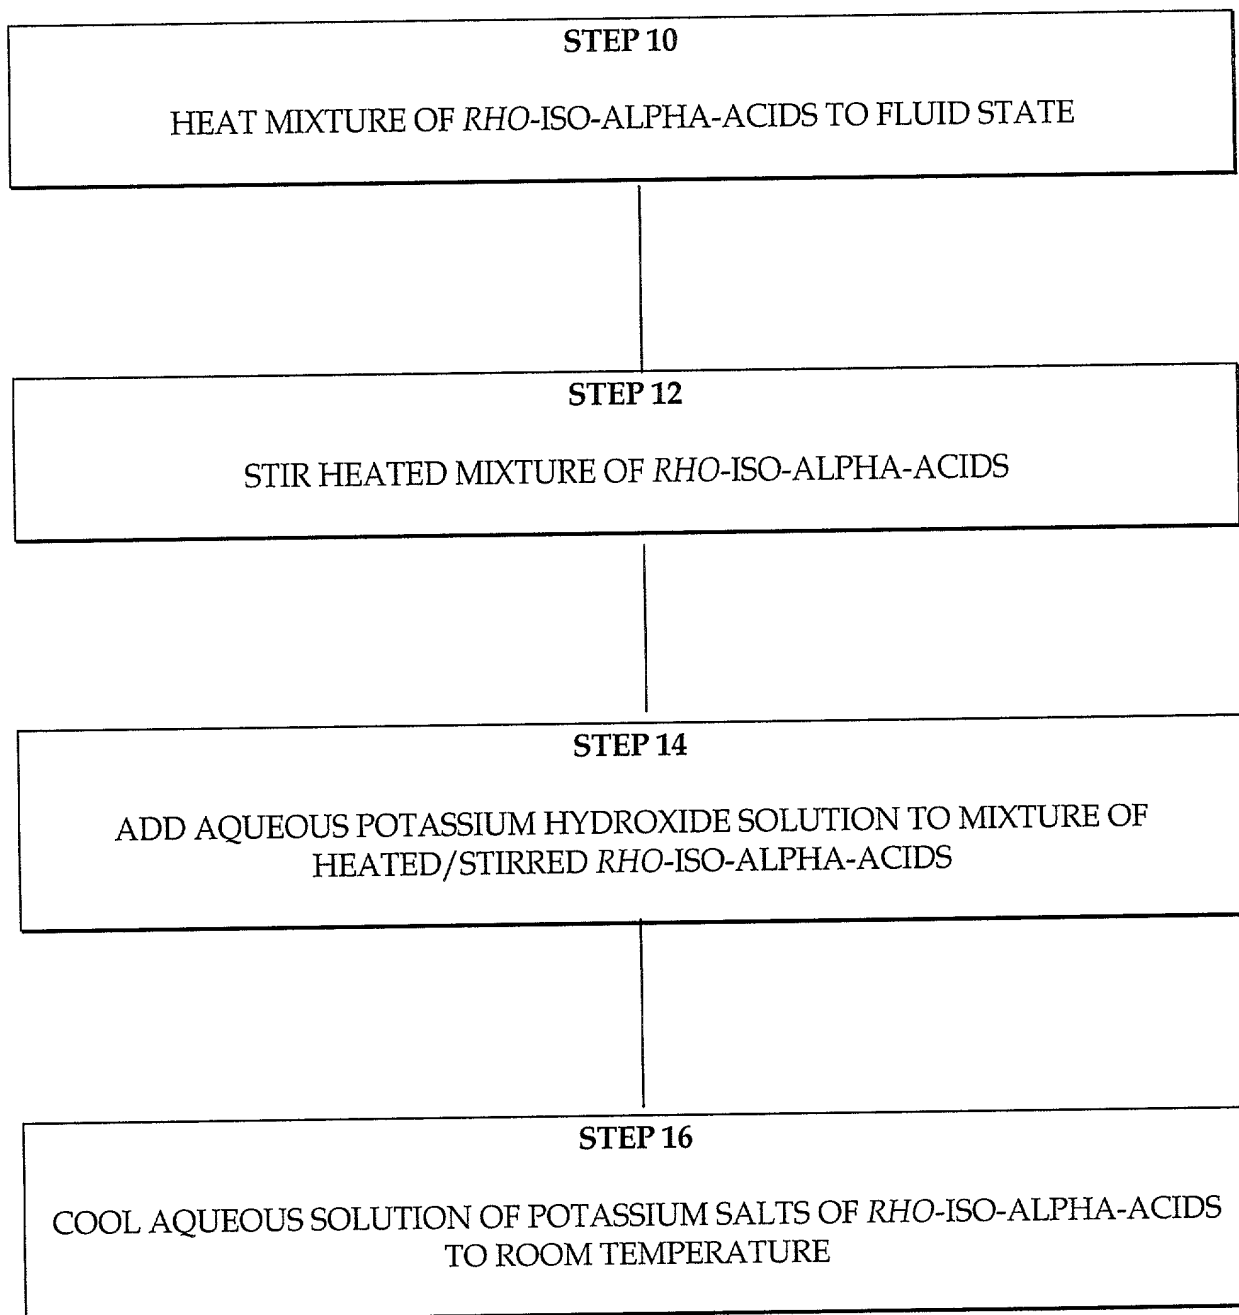 STEP 10
HEAT MIXTURE OF RHO-ISO-ALPHA-ACIDS TO FLUID STATE
STEP 12
STIR HEATED MIXTURE OF RHO-ISO-ALPHA-ACIDS
STEP 14
ADD AQUEOUS POTASSIUM HYDROXIDE SOLUTION TO MIXTURE OF
HEATED/STIRRED RHO-ISO-ALPHA-ACIDS
STEP 16
COOL AQUEOUS SOLUTION OF POTASSIUM SALTS OF RHO-ISO-ALPHA-ACIDS
TO ROOM TEMPERATURE